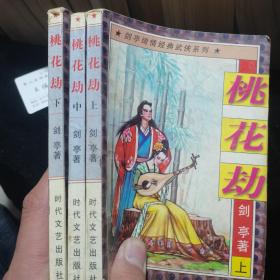 桃花劫 下 剑亭著 时代文艺出版社
桃花劫 中 剑亭著 时代文艺出版社
桃花劫 上 剑亭著 时代文艺出版社
★剑亭缠情经典武侠系列★
桃花劫
剑亭著
上